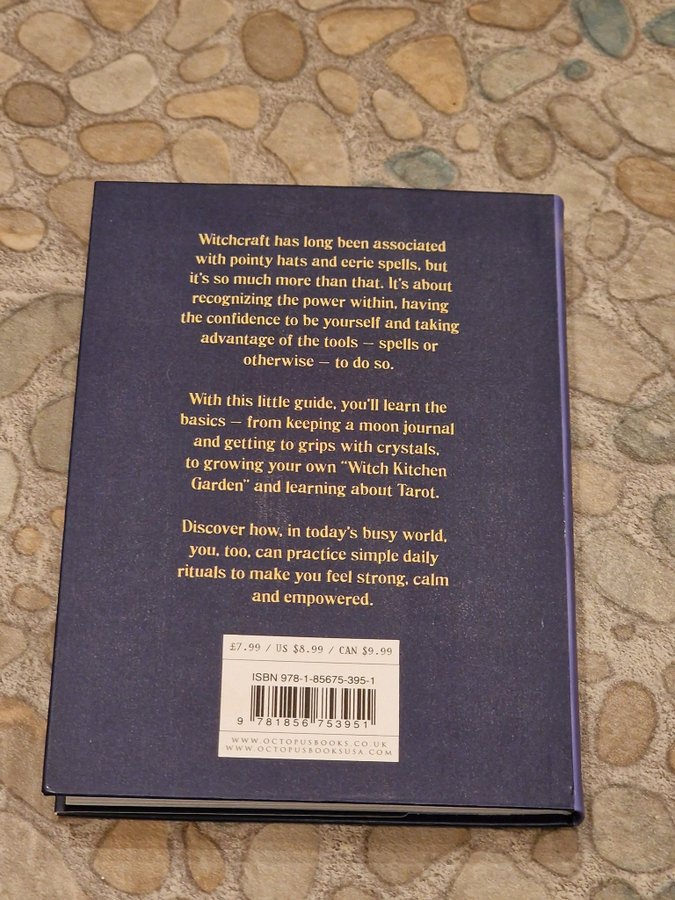 Witchcraft has long been associated
with pointy hats and eerie spells, but
it's so much more than that. It's about
recognizing the power within, having
the confidence to be yourself and taking
advantage of the tools – spells or
otherwise – to do so.
With this little guide, you'll learn the
basics – from keeping a moon journal
and getting to grips with crystals,
to growing your own "Witch Kitchen
Garden" and learning about Tarot.
Discover how, in today's busy world,
you, too, can practice simple daily
rituals to make you feel strong, calm
and empowered.
£7.99 / US $8.99 / CAN $9.99
ISBN 978-1-85675-395-1
9 781856 753951
WWW.OCTOPUSBOOKS.CO.UK
WWW.OCTOPUSBOOKSUSA.COM